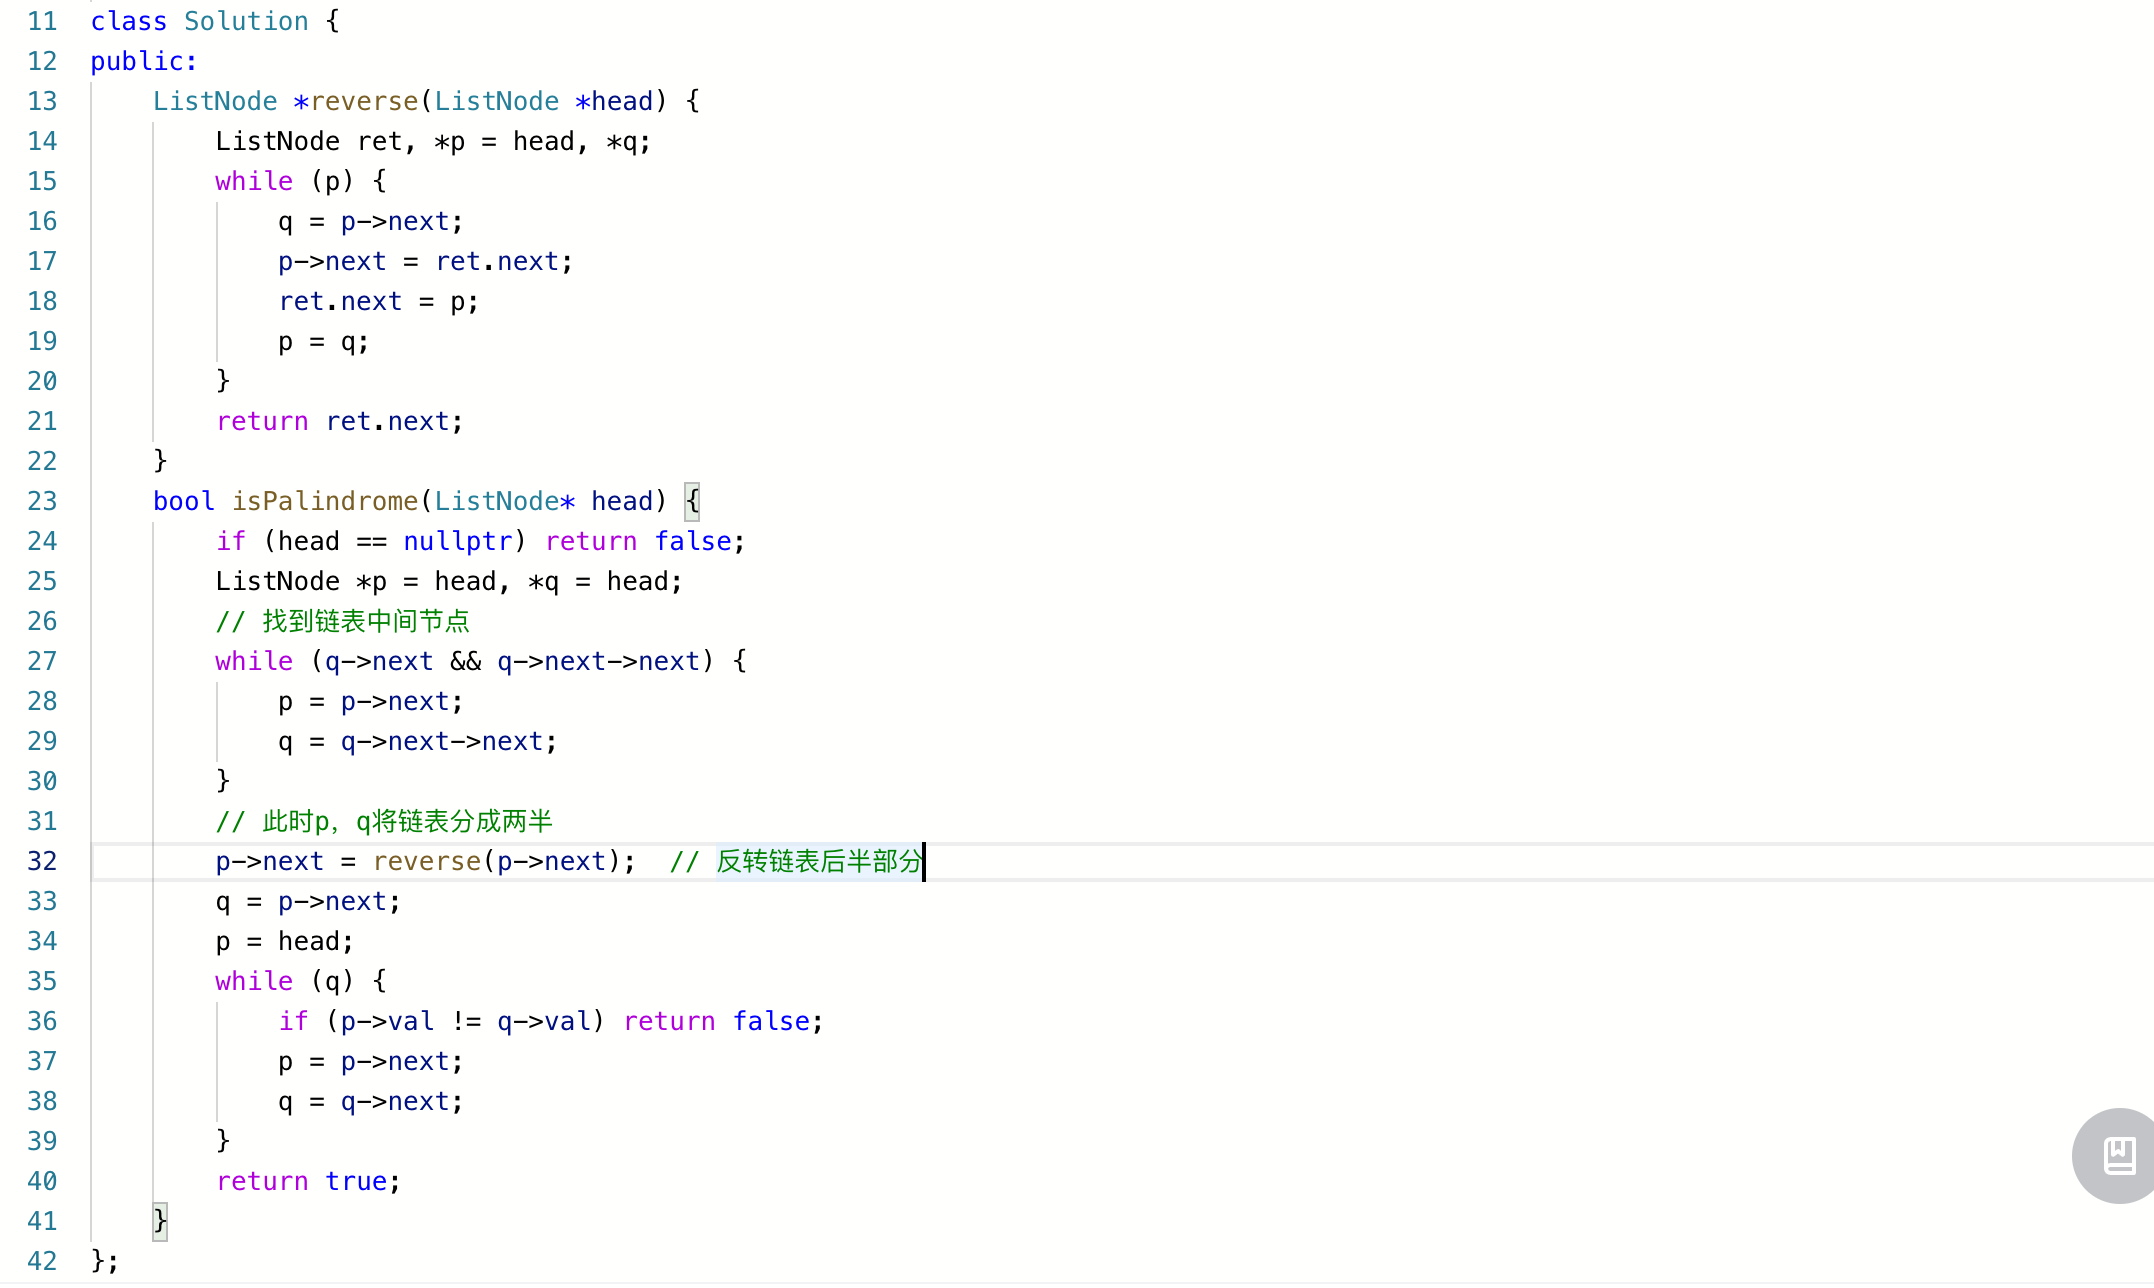 11 class Solution {
12 public:
13     ListNode *reverse(ListNode *head) {
14         ListNode ret, *p = head, *q;
15         while (p) {
16             q = p->next;
17             p->next = ret.next;
18             ret.next = p;
19             p = q;
20         }
21         return ret.next;
22     }
23     bool isPalindrome(ListNode* head) {
24         if (head == nullptr) return false;
25         ListNode *p = head, *q = head;
26         // 找到链表中间节点
27         while (q->next && q->next->next) {
28             p = p->next;
29             q = q->next->next;
30         }
31         // 此时p, q将链表分成两半
32         p->next = reverse(p->next);  // 反转链表后半部分
33         q = p->next;
34         p = head;
35         while (q) {
36             if (p->val != q->val) return false;
37             p = p->next;
38             q = q->next;
39         }
40         return true;
41     }
42 };